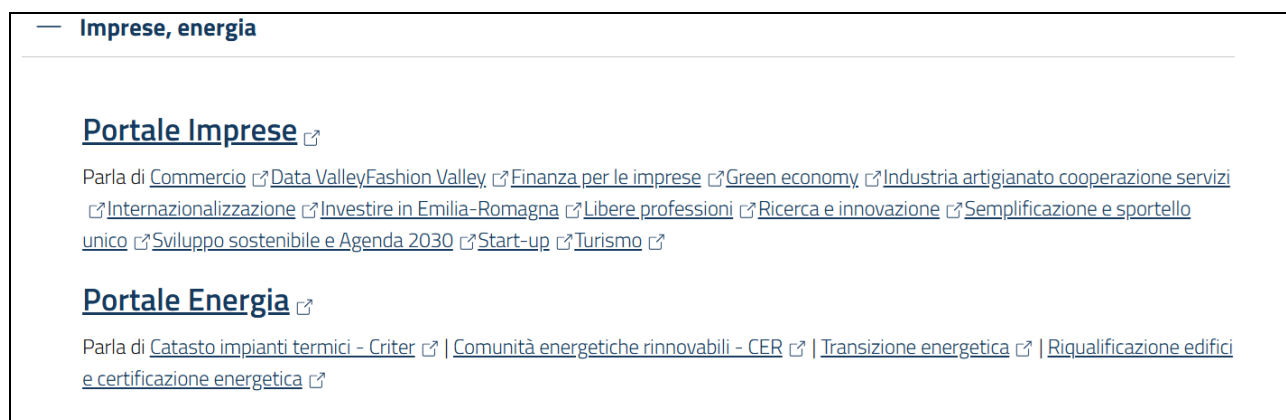 — Imprese, energia
Portale Imprese
Parla di Commercio Data ValleyFashion Valley Finanza per le imprese Green economy Industria artigianato cooperazione servizi
Internazionalizzazione Investire in Emilia-Romagna Libere professioni Ricerca e innovazione Semplificazione e sportello
unico Sviluppo sostenibile e Agenda 2030 Start-up Turismo
Portale Energia
Parla di Catasto impianti termici - Criter | Comunità energetiche rinnovabili - CER | Transizione energetica | Riqualificazione edifici
e certificazione energetica